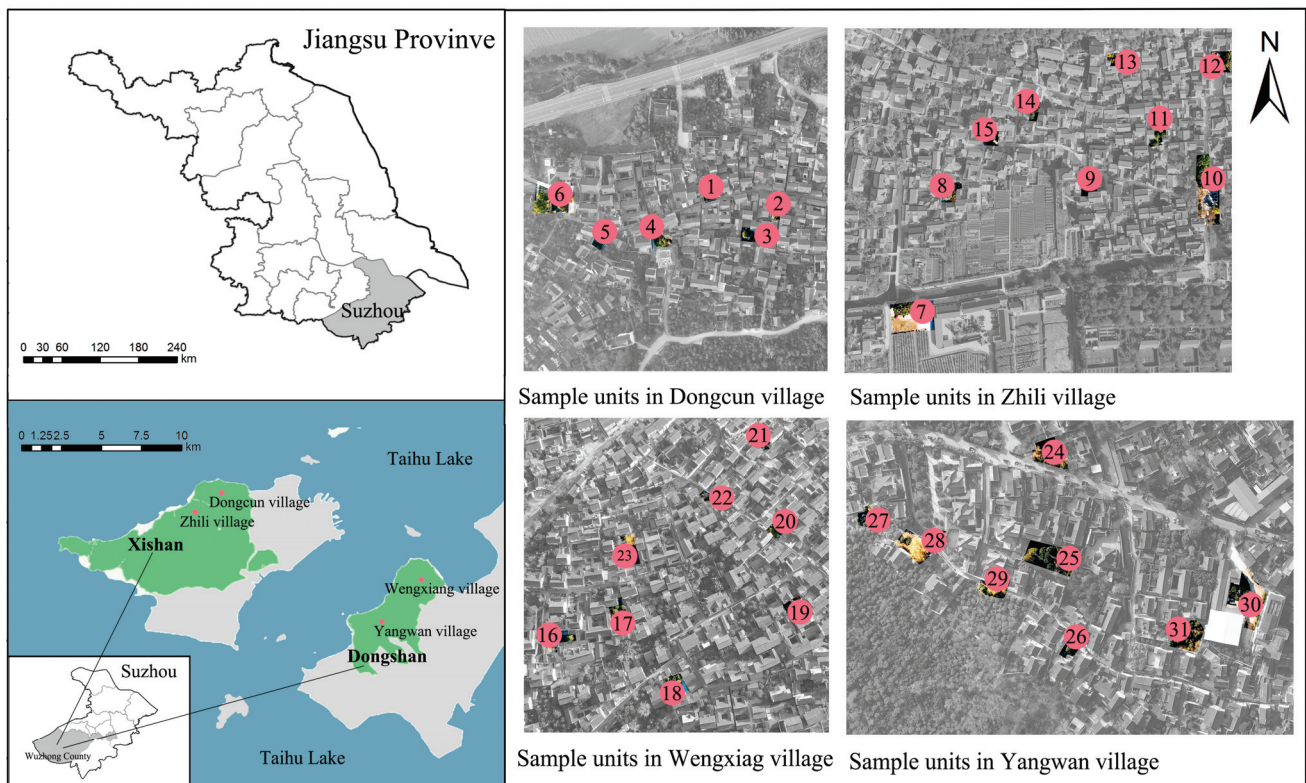 Jiangsu Provinve
Suzhou
0 30 60 120 180 240
km
0 1.25 2.5 5 7.5 10
km
Taihu Lake
Dongcun village
Zhili village
Xishan
Wengxiang village
Yangwan village
Dongshan
Suzhou
Wuzhong County
Taihu Lake
1
2
3
4
5
6
Sample units in Dongcun village
7
8
9
10
11
12
13
14
15
Sample units in Zhili village
N
16
17
18
19
20
21
22
23
Sample units in Wengxiag village
24
25
26
27
28
29
30
31
Sample units in Yangwan village